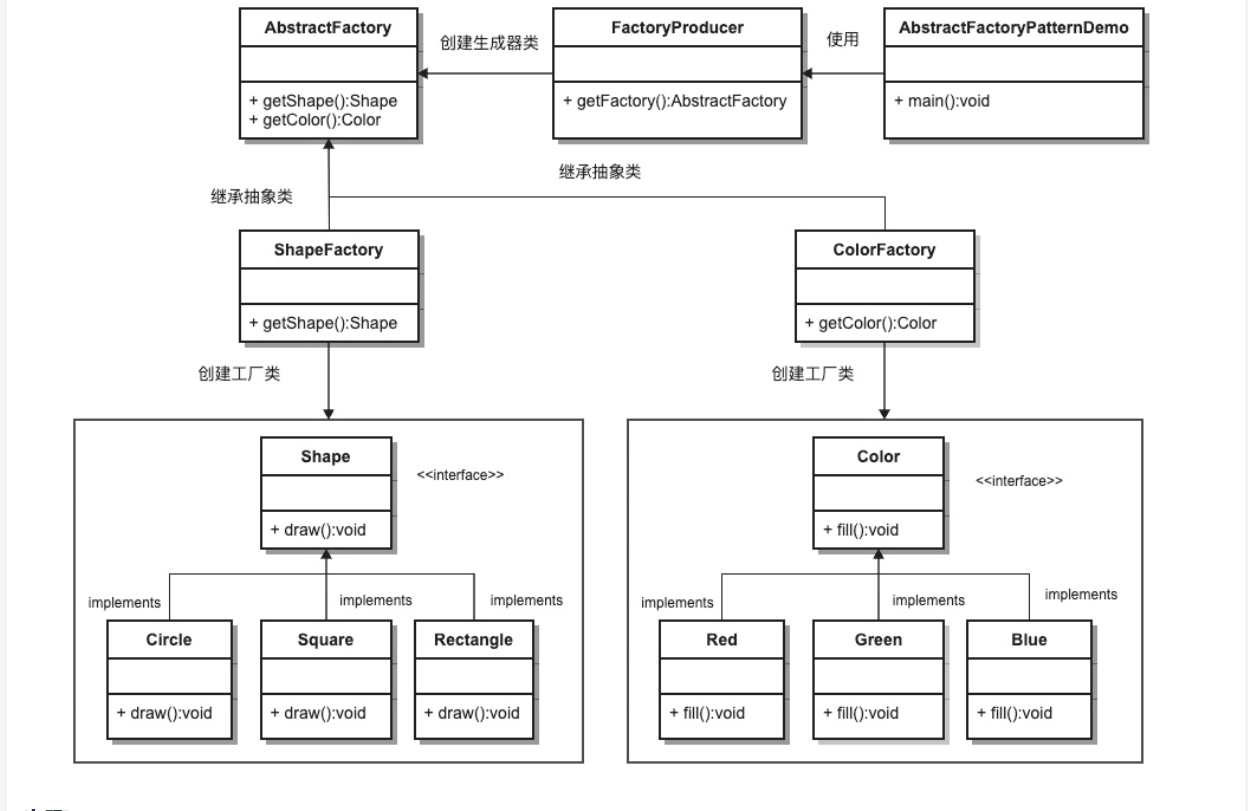 AbstractFactory
+ getShape():Shape
+ getColor():Color
创建生成器类
FactoryProducer
+ getFactory():AbstractFactory
使用
AbstractFactoryPatternDemo
+ main():void
继承抽象类
继承抽象类
ShapeFactory
+ getShape():Shape
ColorFactory
+ getColor():Color
创建工厂类
创建工厂类
Shape
<<interface>>
+ draw():void
implements
implements
implements
Circle
+ draw():void
Square
+ draw():void
Rectangle
+ draw():void
Color
<<interface>>
+ fill():void
implements
implements
implements
Red
+ fill():void
Green
+ fill():void
Blue
+ fill():void